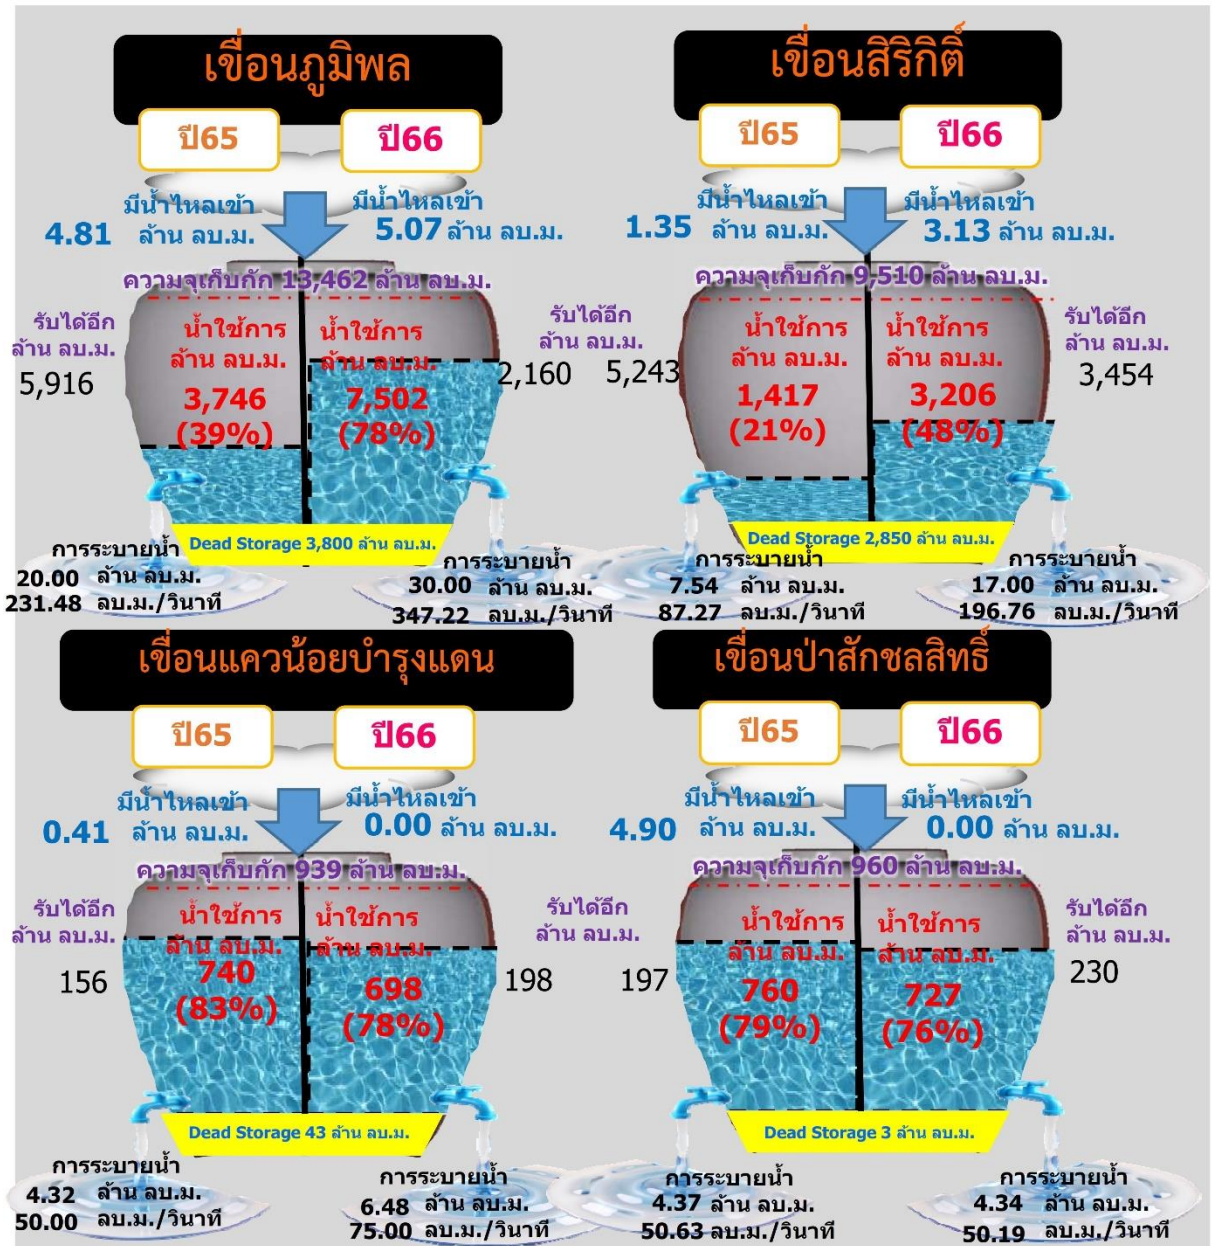 เขื่อนภูมิพล
ปี65
ปี66
มีน้ำไหลเข้า
4.81 ล้าน ลบ.ม.
มีน้ำไหลเข้า
5.07 ล้าน ลบ.ม.
ความจุเก็บกัก 13,462 ล้าน ลบ.ม.
รับได้อีก
ล้าน ลบ.ม.
5,916
น้ำใช้การ
ล้าน ลบ.ม.
3,746
(39%)
น้ำใช้การ
ล้าน ลบ.ม.
7,502
(78%)
รับได้อีก
ล้าน ลบ.ม.
2,160
Dead Storage 3,800 ล้าน ลบ.ม.
การระบายน้ำ
20.00 ล้าน ลบ.ม.
231.48 ลบ.ม./วินาที
การระบายน้ำ
30.00 ล้าน ลบ.ม.
347.22 ลบ.ม./วินาที
เขื่อนสิริกิติ์
ปี65
ปี66
มีน้ำไหลเข้า
1.35 ล้าน ลบ.ม.
มีน้ำไหลเข้า
3.13 ล้าน ลบ.ม.
ความจุเก็บกัก 9,510 ล้าน ลบ.ม.
5,243
น้ำใช้การ
ล้าน ลบ.ม.
1,417
(21%)
น้ำใช้การ
ล้าน ลบ.ม.
3,206
(48%)
รับได้อีก
ล้าน ลบ.ม.
3,454
Dead Storage 2,850 ล้าน ลบ.ม.
การระบายน้ำ
7.54 ล้าน ลบ.ม.
87.27 ลบ.ม./วินาที
การระบายน้ำ
17.00 ล้าน ลบ.ม.
196.76 ลบ.ม./วินาที
เขื่อนแควน้อยบำรุงแดน
ปี65
ปี66
มีน้ำไหลเข้า
0.41 ล้าน ลบ.ม.
มีน้ำไหลเข้า
0.00 ล้าน ลบ.ม.
ความจุเก็บกัก 939 ล้าน ลบ.ม.
รับได้อีก
ล้าน ลบ.ม.
156
น้ำใช้การ
ล้าน ลบ.ม.
740
(83%)
น้ำใช้การ
ล้าน ลบ.ม.
698
(78%)
รับได้อีก
ล้าน ลบ.ม.
198
Dead Storage 43 ล้าน ลบ.ม.
การระบายน้ำ
4.32 ล้าน ลบ.ม.
50.00 ลบ.ม./วินาที
การระบายน้ำ
6.48 ล้าน ลบ.ม.
75.00 ลบ.ม./วินาที
เขื่อนป่าสักชลสิทธิ์
ปี65
ปี66
มีน้ำไหลเข้า
4.90 ล้าน ลบ.ม.
มีน้ำไหลเข้า
0.00 ล้าน ลบ.ม.
ความจุเก็บกัก 960 ล้าน ลบ.ม.
197
น้ำใช้การ
ล้าน ลบ.ม.
760
(79%)
น้ำใช้การ
ล้าน ลบ.ม.
727
(76%)
รับได้อีก
ล้าน ลบ.ม.
230
Dead Storage 3 ล้าน ลบ.ม.
การระบายน้ำ
4.37 ล้าน ลบ.ม.
50.63 ลบ.ม./วินาที
การระบายน้ำ
4.34 ล้าน ลบ.ม.
50.19 ลบ.ม./วินาที